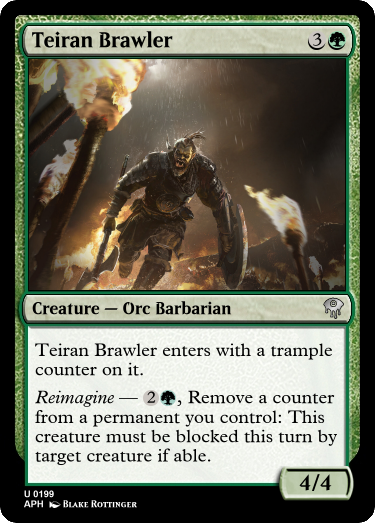 Teiran Brawler 3
Creature — Orc Barbarian
Teiran Brawler enters with a trample
counter on it.
Reimagine — 2, Remove a counter
from a permanent you control: This
creature must be blocked this turn by
target creature if able.
4/4
U 0199
APH Blake Rottinger